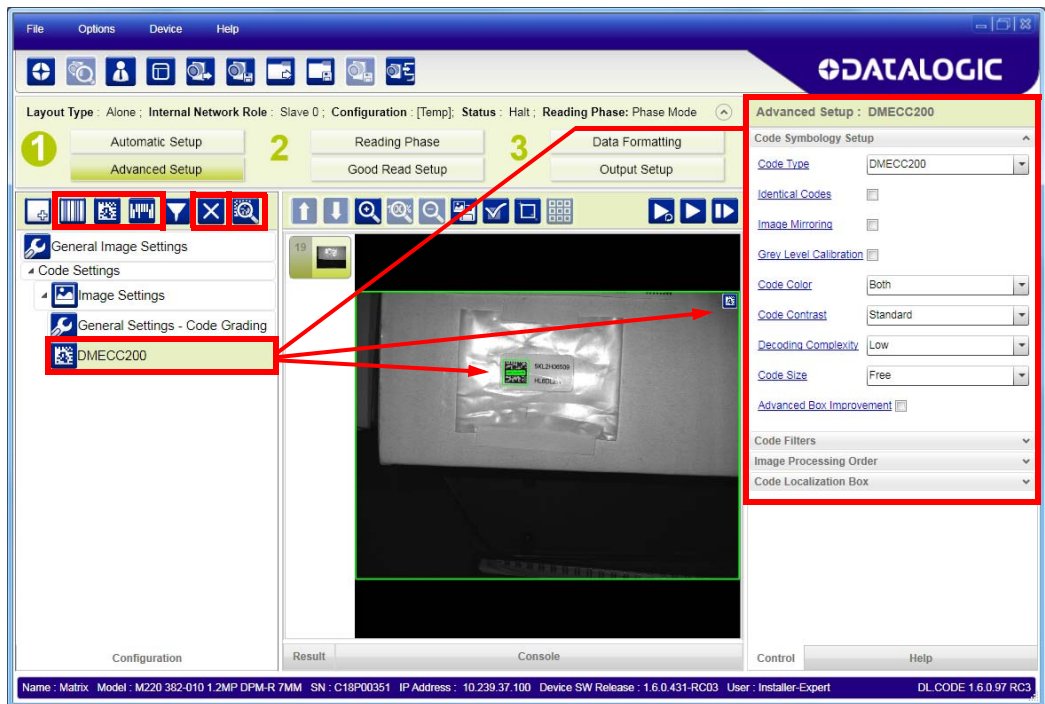 File Options Device Help
DATALOGIC
Layout Type : Alone ; Internal Network Role : Slave 0 ; Configuration : [Temp]; Status : Halt ; Reading Phase: Phase Mode
1 Automatic Setup 2 Reading Phase 3 Data Formatting
Advanced Setup Good Read Setup Output Setup
Advanced Setup : DMECC200
Code Symbology Setup
Code Type DMECC200
Identical Codes
Image Mirroring
Grey Level Calibration
Code Color Both
Code Contrast Standard
Decoding Complexity Low
Code Size Free
Advanced Box Improvement
Code Filters
Image Processing Order
Code Localization Box
General Image Settings
Code Settings
Image Settings
General Settings - Code Grading
DMECC200
19
5KL2H06509
Configuration
Result Console
Control Help
Name : Matrix Model : M220 382-010 1.2MP DPM-R 7MM SN : C18P00351 IP Address : 10.239.37.100 Device SW Release : 1.6.0.431-RC03 User : Installer-Expert DL.CODE 1.6.0.97 RC3